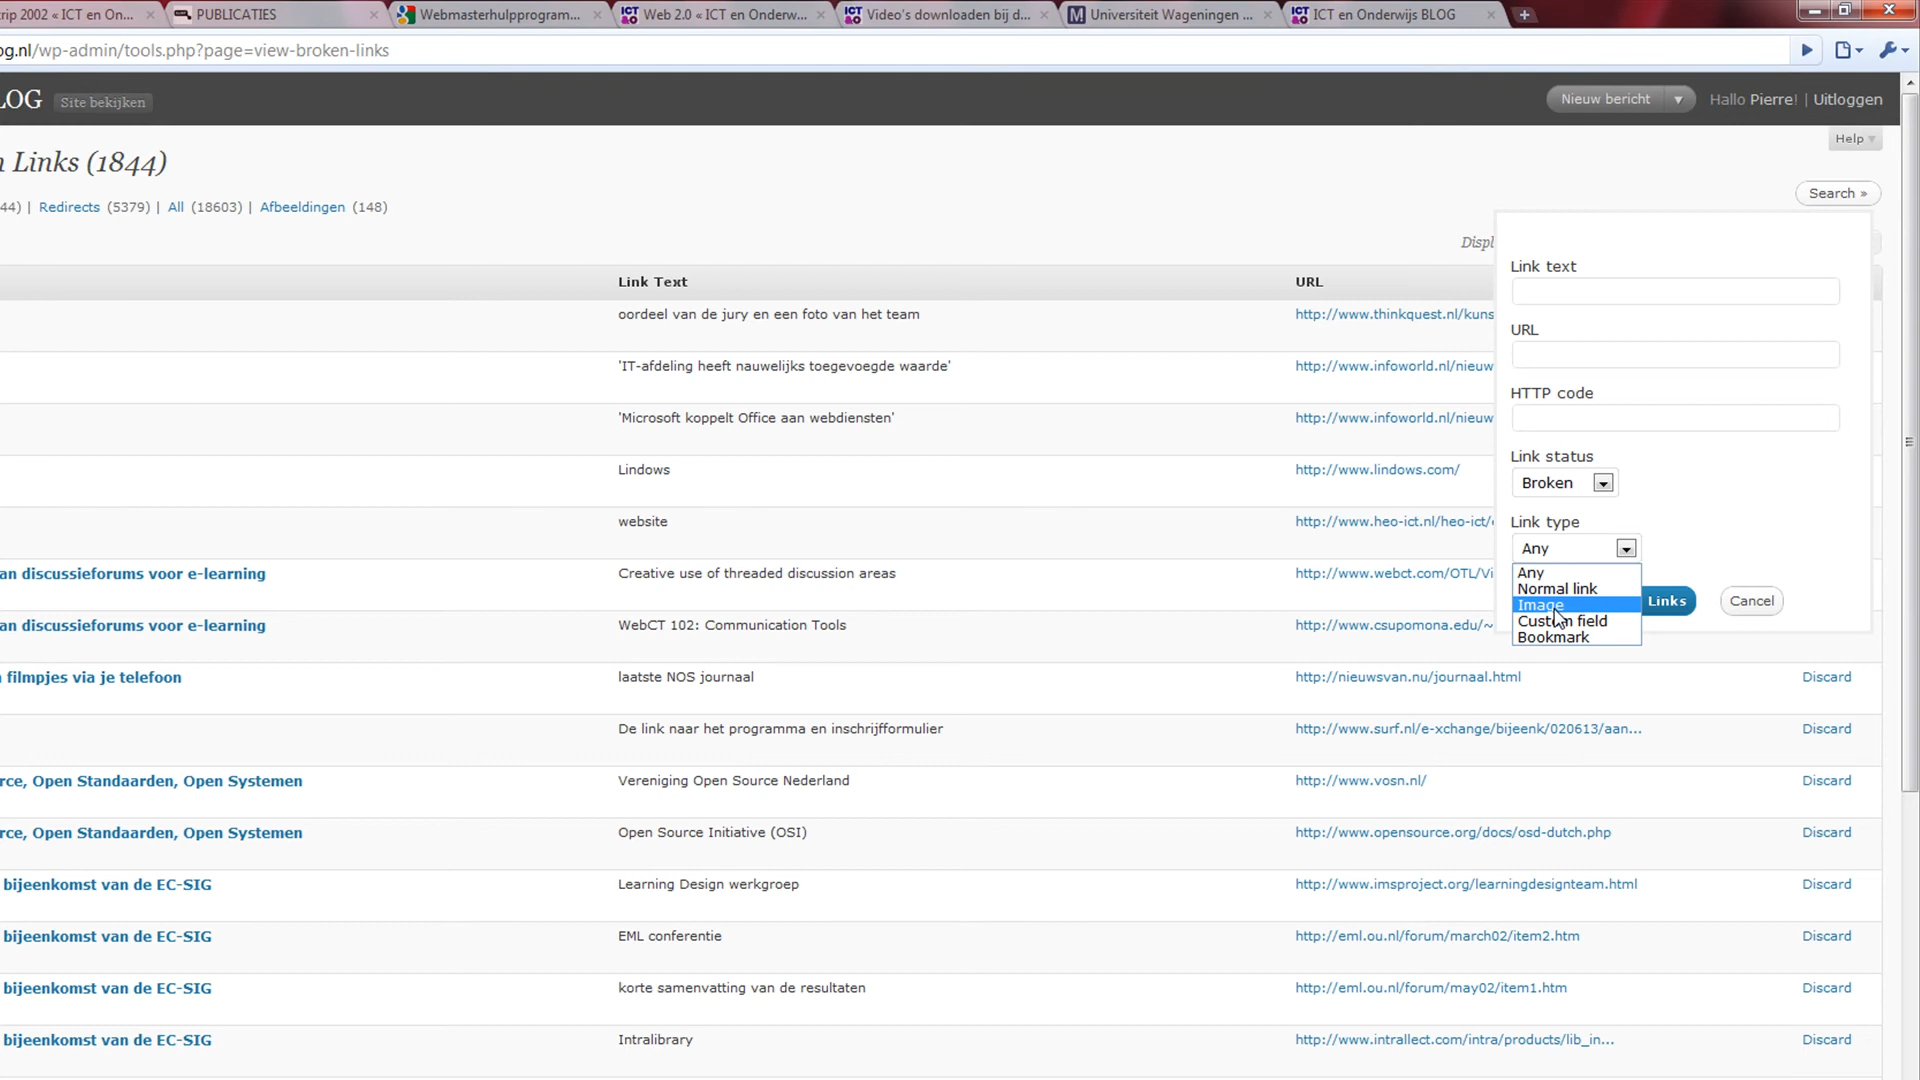 trip 2002 « ICT en On...
PUBLICATIES
Webmasterhulpprogram...
Web 2.0 « ICT en Onderw...
Video's downloaden bij d...
Universiteit Wageningen ...
ICT en Onderwijs BLOG
og.nl/wp-admin/tools.php?page=view-broken-links
LOG Site bekijken
Nieuw bericht
Hallo Pierre! | Uitloggen
Help
n Links (1844)
Search »
44) | Redirects (5379) | All (18603) | Afbeeldingen (148)
Displ
Link Text URL
oordeel van de jury en een foto van het team http://www.thinkquest.nl/kuns
'IT-afdeling heeft nauwelijks toegevoegde waarde' http://www.infoworld.nl/nieuw
'Microsoft koppelt Office aan webdiensten' http://www.infoworld.nl/nieuw
Lindows http://www.lindows.com/
website http://www.heo-ict.nl/heo-ict/
an discussieforums voor e-learning Creative use of threaded discussion areas http://www.webct.com/OTL/Vi
an discussieforums voor e-learning WebCT 102: Communication Tools http://www.csupomona.edu/~
Link text
URL
HTTP code
Link status
Broken
Link type
Any
Any
Normal link
Image
Custom field
Bookmark
Links
Cancel
filmpjes via je telefoon laatste NOS journaal http://nieuwsvan.nu/journaal.html Discard
De link naar het programma en inschrijfformulier http://www.surf.nl/e-xchange/bijeenk/020613/aan... Discard
rce, Open Standaarden, Open Systemen Vereniging Open Source Nederland http://www.vosn.nl/ Discard
rce, Open Standaarden, Open Systemen Open Source Initiative (OSI) http://www.opensource.org/docs/osd-dutch.php Discard
bijeenkomst van de EC-SIG Learning Design werkgroep http://www.imsproject.org/learningdesignteam.html Discard
bijeenkomst van de EC-SIG EML conferentie http://eml.ou.nl/forum/march02/item2.htm Discard
bijeenkomst van de EC-SIG korte samenvatting van de resultaten http://eml.ou.nl/forum/may02/item1.htm Discard
bijeenkomst van de EC-SIG Intralibrary http://www.intrallect.com/intra/products/lib_in... Discard